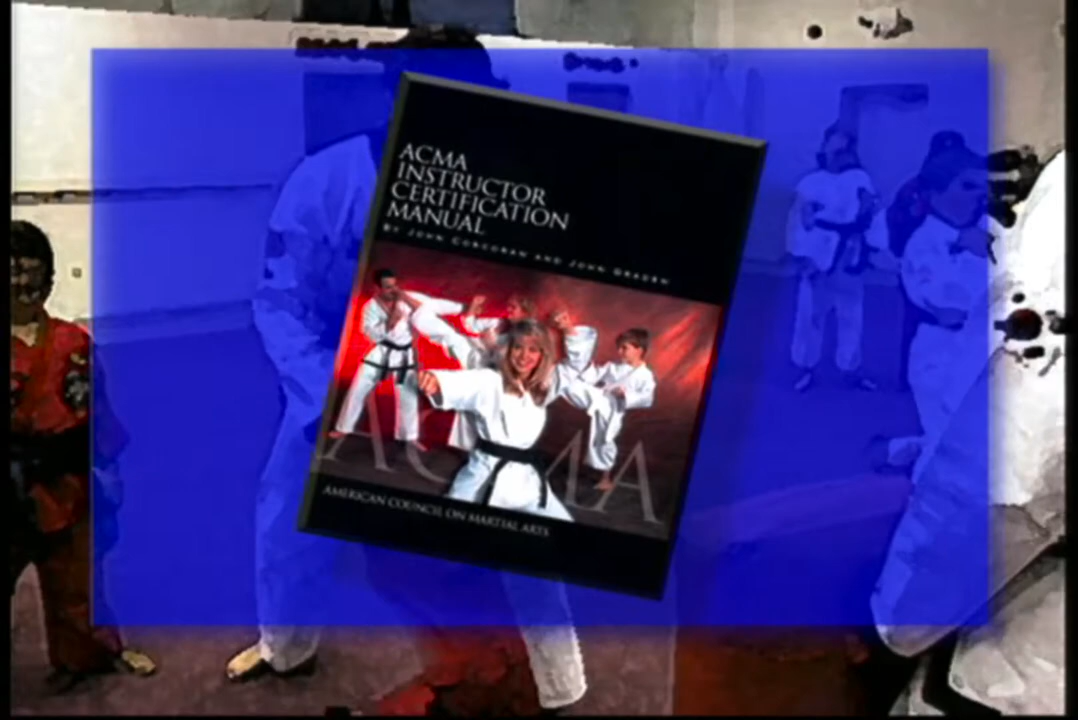 ACMA
INSTRUCTOR
CERTIFICATION
MANUAL
BY JOHN CORCORAN AND JOHN GRADEN
ACMA
AMERICAN COUNCIL ON MARTIAL ARTS